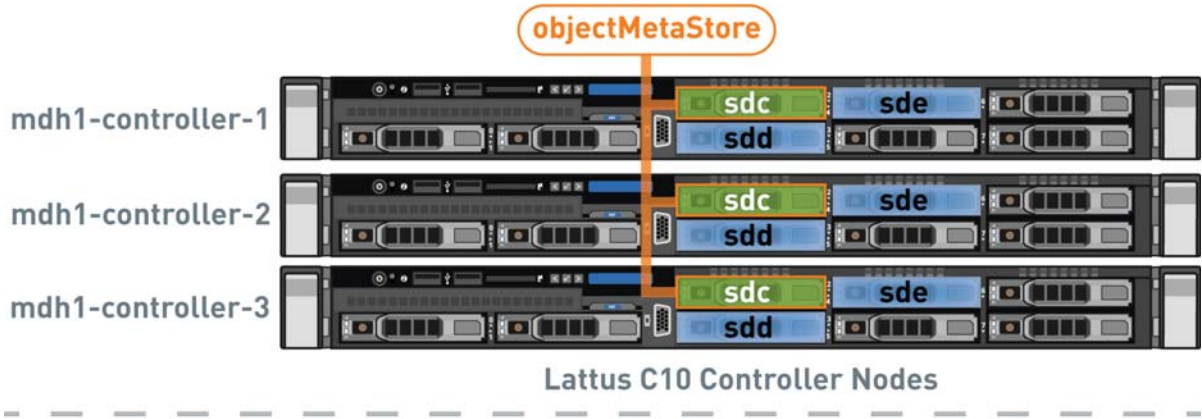 objectMetaStore
mdh1-controller-1
sdc sde
sdd
mdh1-controller-2
sdc sde
sdd
mdh1-controller-3
sdc sde
sdd
Lattus C10 Controller Nodes